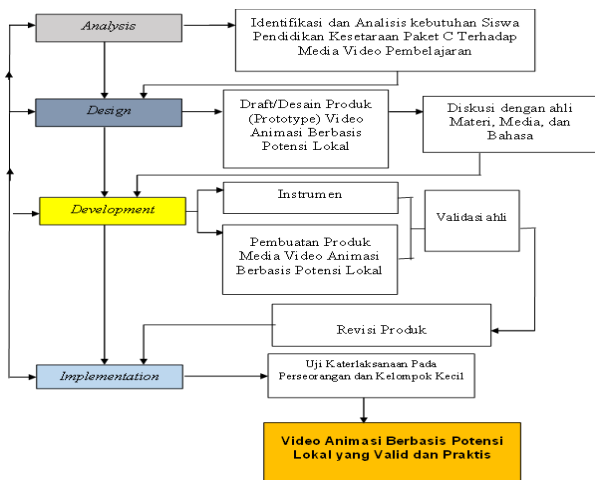 Analysis
Identifikasi dan Analisis kebutuhan Siswa
Pendidikan Kesetaraan Paket C Terhadap
Media Video Pembelajaran
Design
Draft/Desain Produk
(Prototype) Video
Animasi Berbasis
Potensi Lokal
Diskusi dengan ahli
Materi, Media, dan
Bahasa
Development
Instrumen
Pembuatan Produk
Media Video Animasi
Berbasis Potensi Lokal
Validasi ahli
Revisi Produk
Implementation
Uji Katerlaksanaan Pada
Perseorangan dan Kelompok Kecil
Video Animasi Berbasis Potensi
Lokal yang Valid dan Praktis